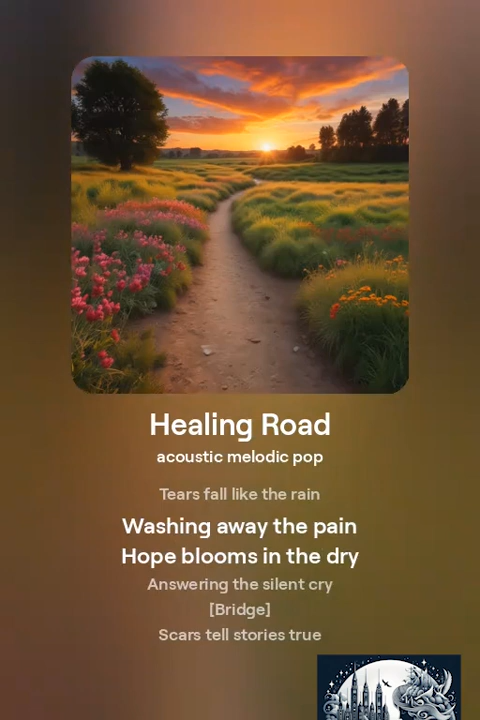 Healing Road
acoustic melodic pop
Tears fall like the rain
Washing away the pain
Hope blooms in the dry
Answering the silent cry
[Bridge]
Scars tell stories true